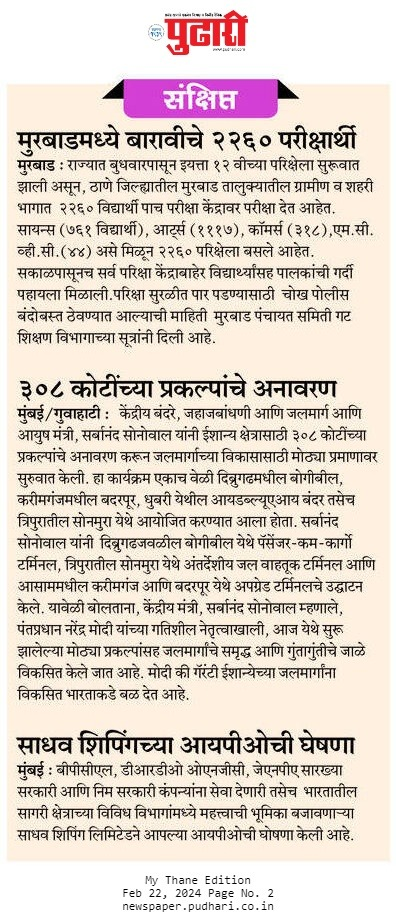 पुढारी
www.pudhari.com
संक्षिप्त
मुरबाडमध्ये बारावीचे २२६० परीक्षार्थी
मुरबाड : राज्यात बुधवारपासून इयत्ता १२ वीच्या परिक्षेला सुरूवात
झाली असून, ठाणे जिल्ह्यातील मुरबाड तालुक्यातील ग्रामीण व शहरी
भागात २२६० विद्यार्थी पाच परीक्षा केंद्रावर परीक्षा देत आहेत.
सायन्स (७६१ विद्यार्थी), आर्ट्स (१११७), कॉमर्स (३१८),एम.सी.
व्ही.सी.(४४) असे मिळून २२६० परिक्षेला बसले आहेत.
सकाळपासूनच सर्व परिक्षा केंद्राबाहेर विद्यार्थ्यांसह पालकांची गर्दी
पहायला मिळाली.परिक्षा सुरळीत पार पडण्यासाठी चोख पोलीस
बंदोबस्त ठेवण्यात आल्याची माहिती मुरबाड पंचायत समिती गट
शिक्षण विभागाच्या सूत्रांनी दिली आहे.
३०८ कोटींच्या प्रकल्पांचे अनावरण
मुंबई/गुवाहाटी : केंद्रीय बंदरे, जहाजबांधणी आणि जलमार्ग आणि
आयुष मंत्री, सर्बानंद सोनोवाल यांनी ईशान्य क्षेत्रासाठी ३०८ कोटींच्या
प्रकल्पांचे अनावरण करून जलमार्गाच्या विकासासाठी मोठ्या प्रमाणावर
सुरुवात केली. हा कार्यक्रम एकाच वेळी दिब्रुगढमधील बोगीबील,
करीमगंजमधील बदरपूर, धुबरी येथील आयडब्ल्यूएआय बंदर तसेच
त्रिपुरातील सोनमुरा येथे आयोजित करण्यात आला होता. सर्बानंद
सोनोवाल यांनी दिब्रुगढजवळील बोगीबील येथे पॅसेंजर-कम-कार्गो
टर्मिनल, त्रिपुरातील सोनमुरा येथे अंतर्देशीय जल वाहतूक टर्मिनल आणि
आसाममधील करीमगंज आणि बदरपूर येथे अपग्रेड टर्मिनलचे उद्घाटन
केले. यावेळी बोलताना, केंद्रीय मंत्री, सर्बानंद सोनोवाल म्हणाले,
पंतप्रधान नरेंद्र मोदी यांच्या गतिशील नेतृत्वाखाली, आज येथे सुरू
झालेल्या मोठ्या प्रकल्पांसह जलमार्गांचे समृद्ध आणि गुंतागुंतीचे जाळे
विकसित केले जात आहे. मोदी की गॅरंटी ईशान्येच्या जलमार्गांना
विकसित भारताकडे बळ देत आहे.
साधव शिपिंगच्या आयपीओची घेषणा
मुंबई : बीपीसीएल, डीआरडीओ ओएनजीसी, जेएनपीए सारख्या
सरकारी आणि निम सरकारी कंपन्यांना सेवा देणारी तसेच भारतातील
सागरी क्षेत्राच्या विविध विभागांमध्ये महत्त्वाची भूमिका बजावणाऱ्या
साधव शिपिंग लिमिटेडने आपल्या आयपीओची घोषणा केली आहे.
My Thane Edition
Feb 22, 2024 Page No. 2
newspaper.pudhari.co.in